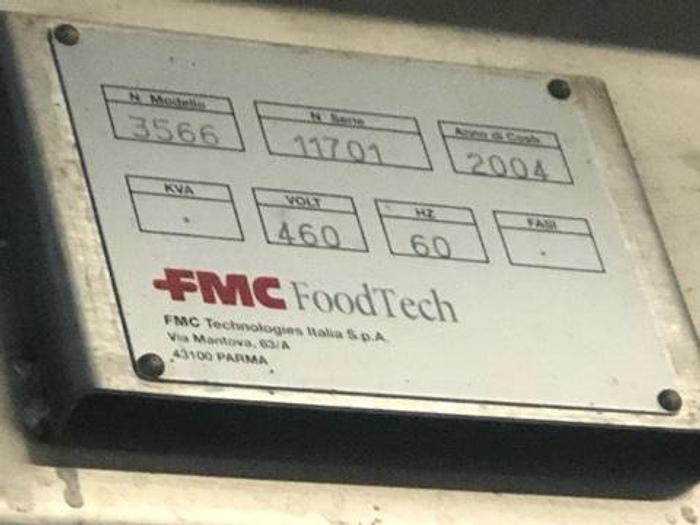 N. Modello
N. Serie
Anno di Costr.
3566
11701
2004
KVA
VOLT
HZ
FASI
.
460
60
.
FMC FoodTech
FMC Technologies Italia S.p.A.
Via Mantova, 63/A
43100 PARMA